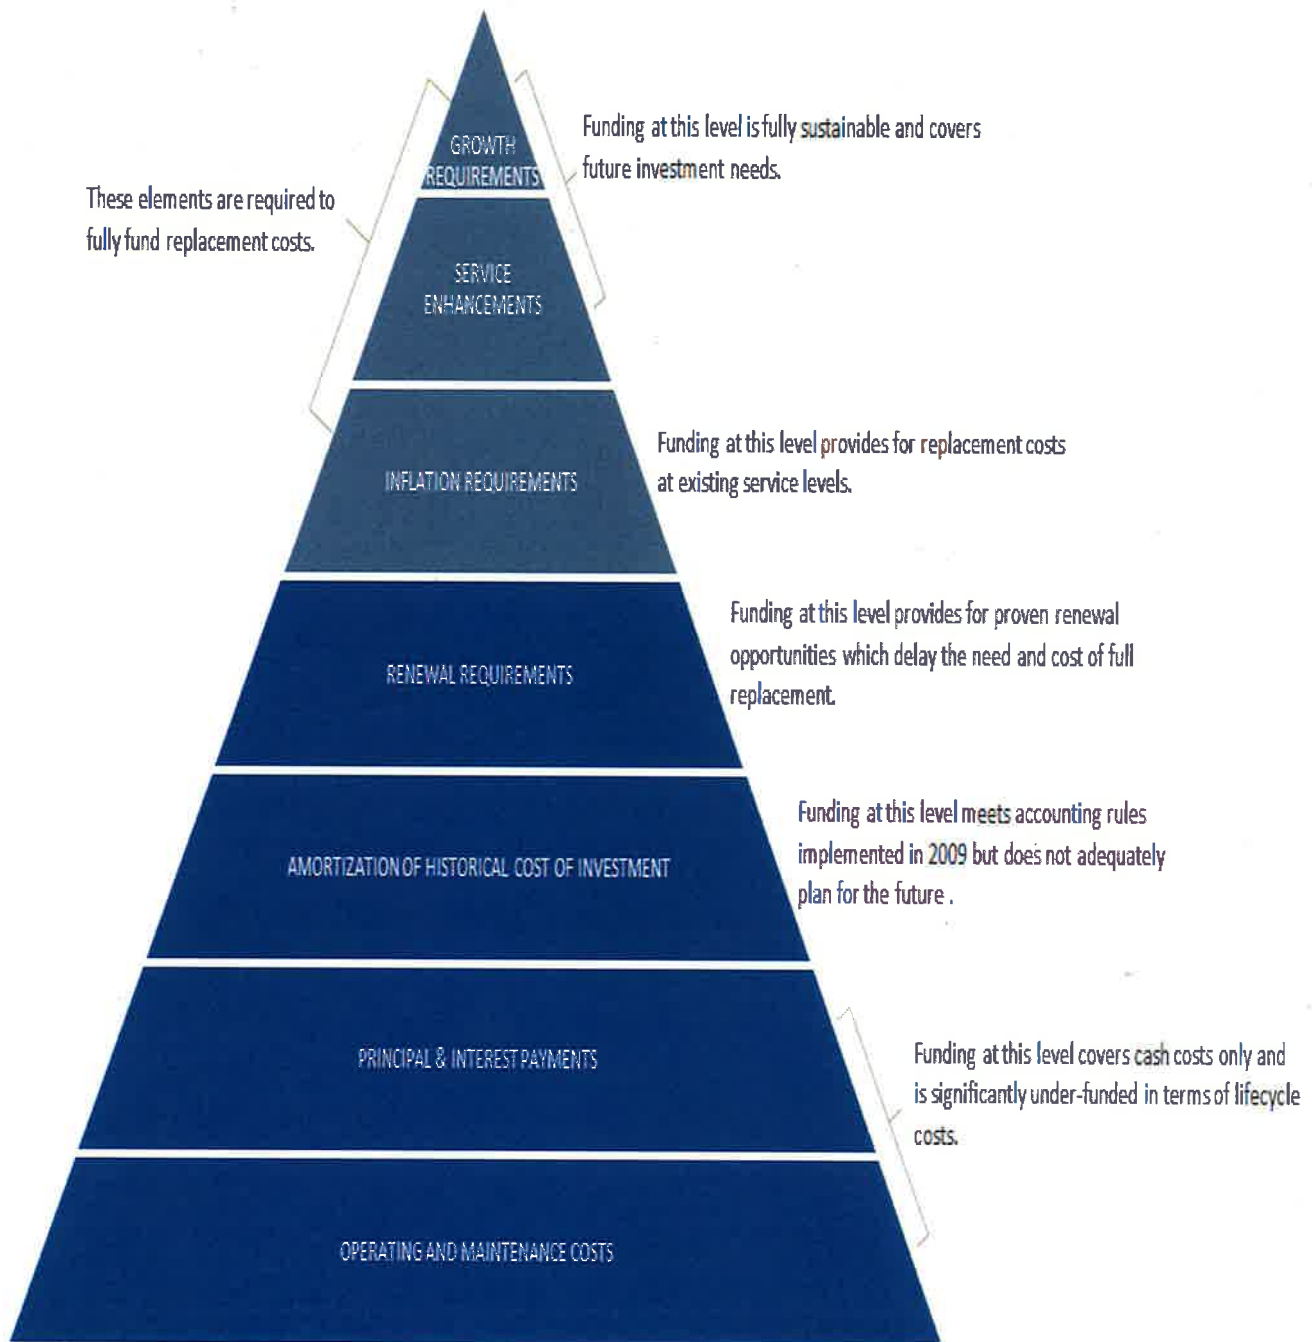 GROWTH
REQUIREMENTS
Funding at this level is fully sustainable and covers
future investment needs.
These elements are required to
fully fund replacement costs.
SERVICE
ENHANCEMENTS
INFLATION REQUIREMENTS
Funding at this level provides for replacement costs
at existing service levels.
RENEWAL REQUIREMENTS
Funding at this level provides for proven renewal
opportunities which delay the need and cost of full
replacement.
AMORTIZATION OF HISTORICAL COST OF INVESTMENT
Funding at this level meets accounting rules
implemented in 2009 but does not adequately
plan for the future .
PRINCIPAL & INTEREST PAYMENTS
Funding at this level covers cash costs only and
is significantly under-funded in terms of lifecycle
costs.
OPERATING AND MAINTENANCE COSTS